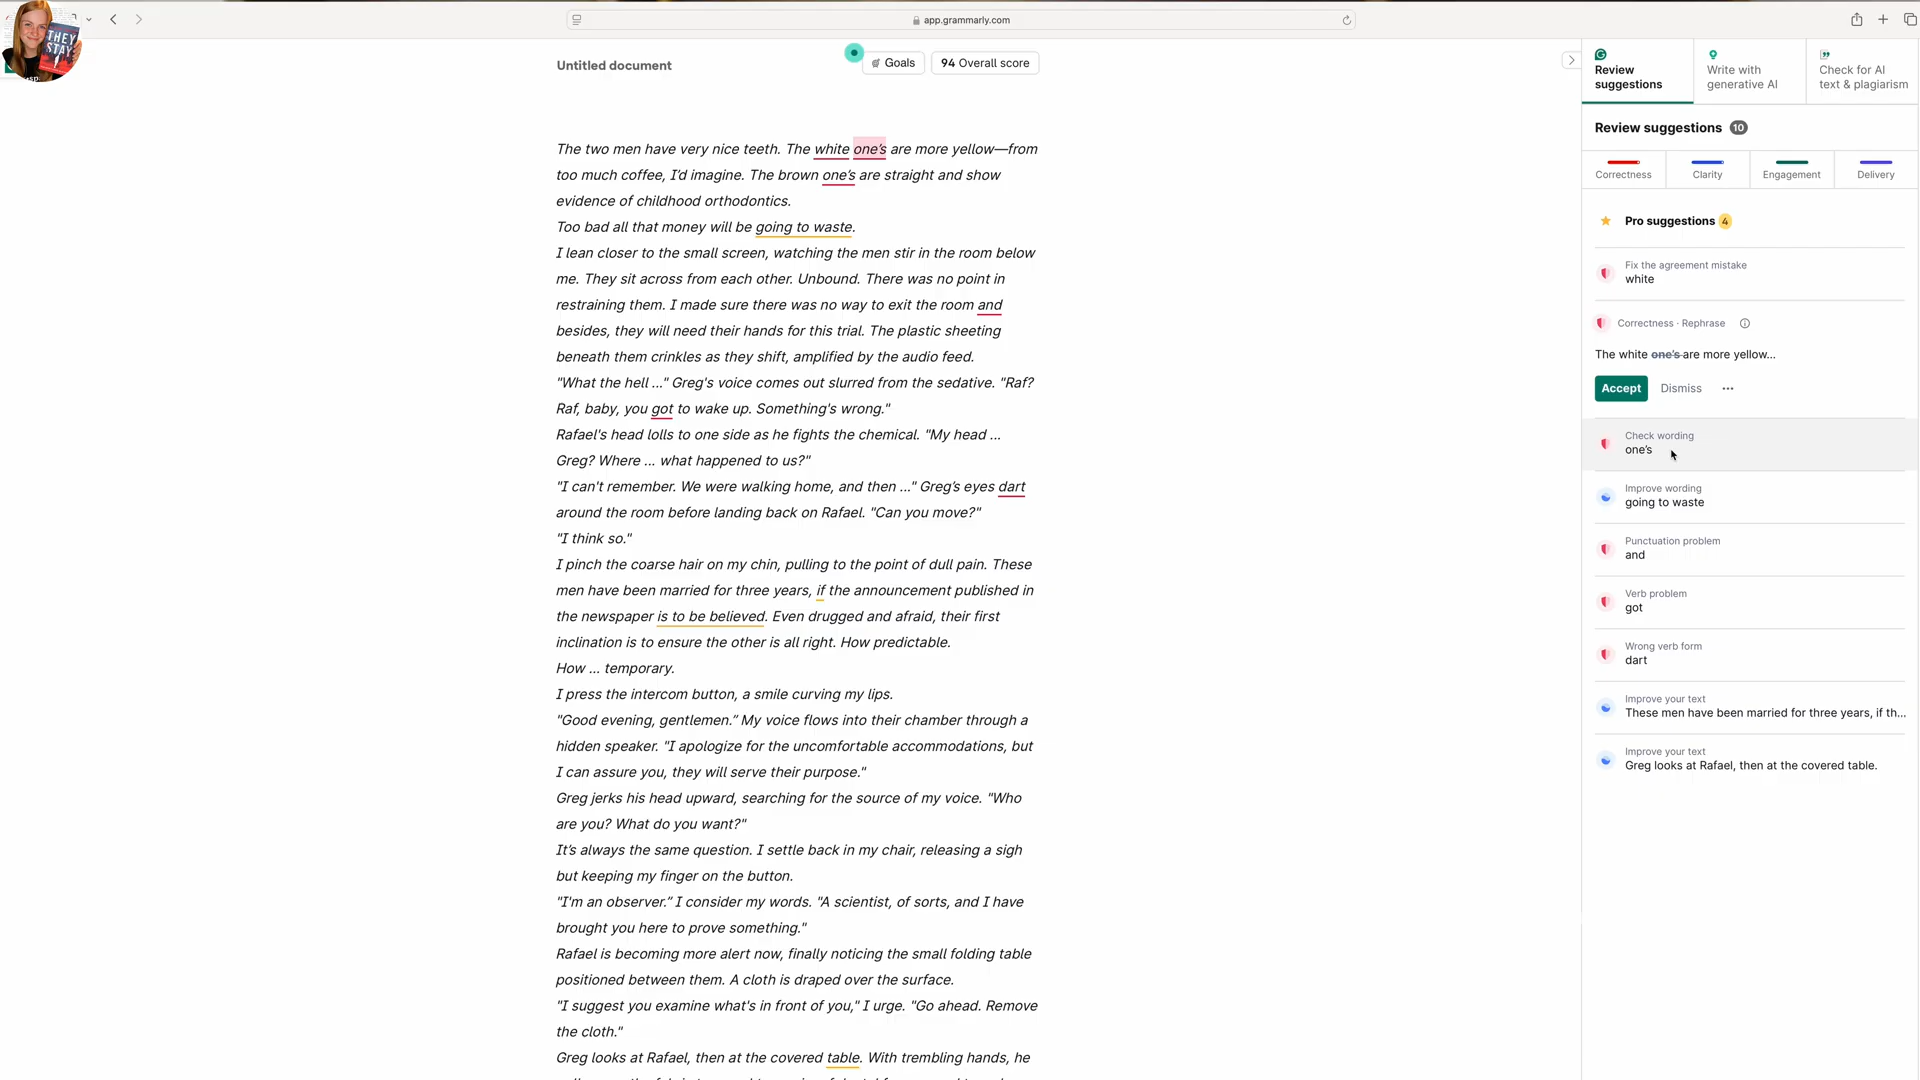 THEY
STAY
app.grammarly.com
Untitled document
Goals
94 Overall score
The two men have very nice teeth. The white one’s are more yellow—from
too much coffee, I’d imagine. The brown one’s are straight and show
evidence of childhood orthodontics.
Too bad all that money will be going to waste.
I lean closer to the small screen, watching the men stir in the room below
me. They sit across from each other. Unbound. There was no point in
restraining them. I made sure there was no way to exit the room and
besides, they will need their hands for this trial. The plastic sheeting
beneath them crinkles as they shift, amplified by the audio feed.
"What the hell ..." Greg's voice comes out slurred from the sedative. "Raf?
Raf, baby, you got to wake up. Something's wrong."
Rafael's head lolls to one side as he fights the chemical. "My head ...
Greg? Where ... what happened to us?"
"I can't remember. We were walking home, and then ..." Greg’s eyes dart
around the room before landing back on Rafael. "Can you move?"
"I think so."
I pinch the coarse hair on my chin, pulling to the point of dull pain. These
men have been married for three years, if the announcement published in
the newspaper is to be believed. Even drugged and afraid, their first
inclination is to ensure the other is all right. How predictable.
How ... temporary.
I press the intercom button, a smile curving my lips.
"Good evening, gentlemen.” My voice flows into their chamber through a
hidden speaker. "I apologize for the uncomfortable accommodations, but
I can assure you, they will serve their purpose."
Greg jerks his head upward, searching for the source of my voice. "Who
are you? What do you want?"
It’s always the same question. I settle back in my chair, releasing a sigh
but keeping my finger on the button.
"I'm an observer.” I consider my words. "A scientist, of sorts, and I have
brought you here to prove something."
Rafael is becoming more alert now, finally noticing the small folding table
positioned between them. A cloth is draped over the surface.
"I suggest you examine what's in front of you," I urge. "Go ahead. Remove
the cloth."
Greg looks at Rafael, then at the covered table. With trembling hands, he
Review
suggestions
Write with
generative AI
Check for AI
text & plagiarism
Review suggestions 10
Correctness
Clarity
Engagement
Delivery
Pro suggestions 4
Fix the agreement mistake
white
Correctness · Rephrase
The white one’s are more yellow...
Accept Dismiss ···
Check wording
one’s
Improve wording
going to waste
Punctuation problem
and
Verb problem
got
Wrong verb form
dart
Improve your text
These men have been married for three years, if th...
Improve your text
Greg looks at Rafael, then at the covered table.